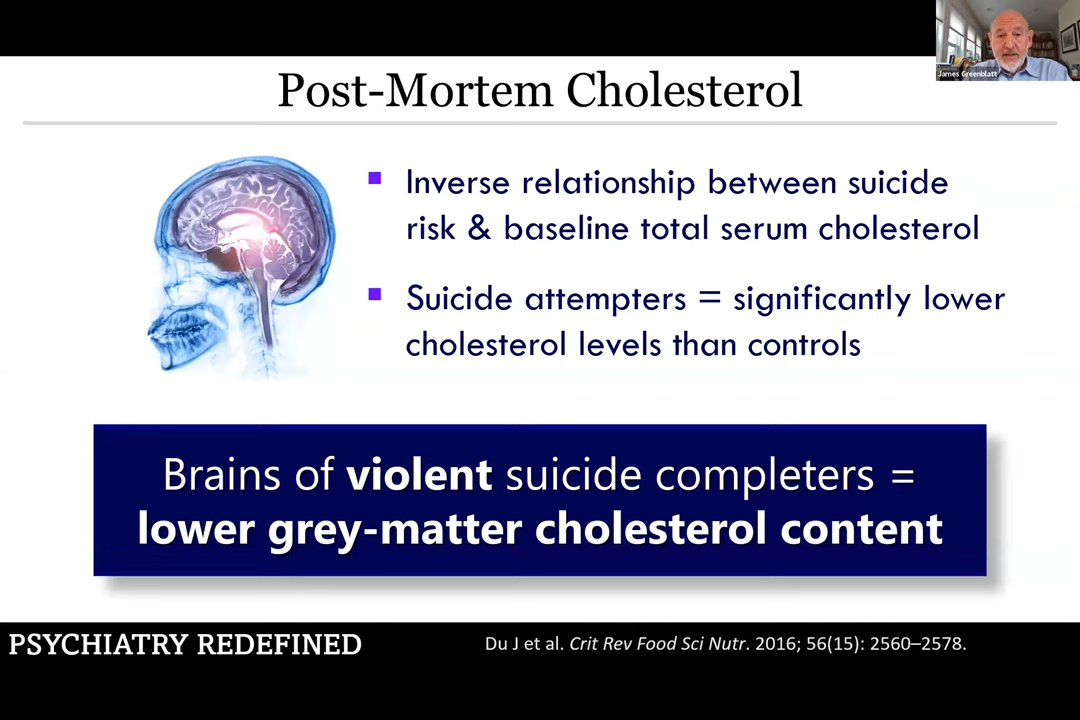 James Greenblatt
Post-Mortem Cholesterol
▪ Inverse relationship between suicide
risk & baseline total serum cholesterol
▪ Suicide attempters = significantly lower
cholesterol levels than controls
Brains of violent suicide completers =
lower grey-matter cholesterol content
PSYCHIATRY REDEFINED
Du J et al. Crit Rev Food Sci Nutr. 2016; 56(15): 2560–2578.